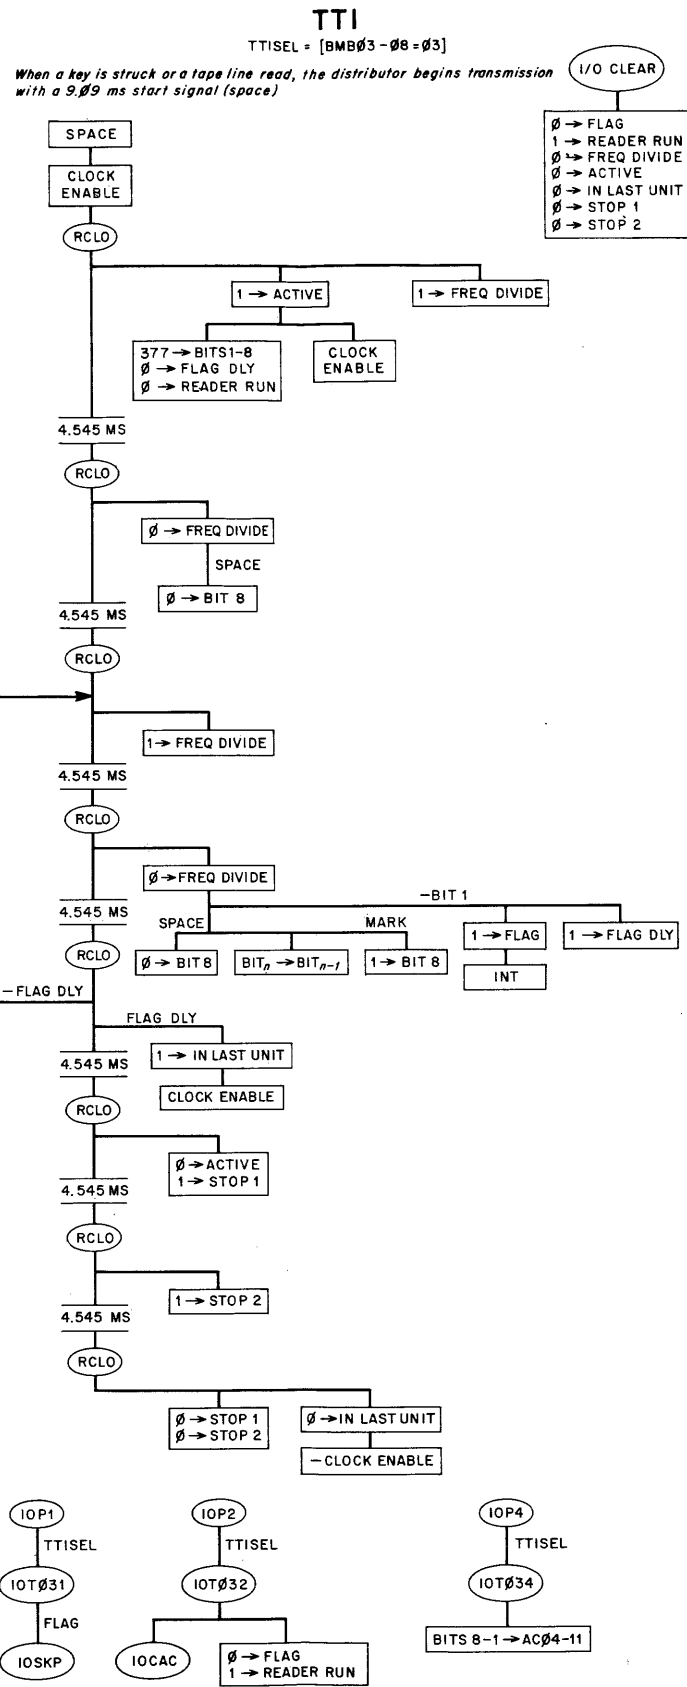 TTI
TTISEL = [BMBØ3-Ø8=Ø3]
When a key is struck or a tape line read, the distributor begins transmission
with a 9.Ø9 ms start signal (space)
I/O CLEAR
Ø → FLAG
1 → READER RUN
Ø → FREQ DIVIDE
Ø → ACTIVE
Ø → IN LAST UNIT
Ø → STOP 1
Ø → STOP 2
SPACE
CLOCK
ENABLE
RCLO
1 → ACTIVE
1 → FREQ DIVIDE
377 → BITS1-8
Ø → FLAG DLY
Ø → READER RUN
CLOCK
ENABLE
4.545 MS
RCLO
Ø → FREQ DIVIDE
SPACE
Ø → BIT 8
4.545 MS
RCLO
1 → FREQ DIVIDE
4.545 MS
RCLO
Ø → FREQ DIVIDE
-BIT 1
4.545 MS
SPACE
MARK
1 → FLAG
1 → FLAG DLY
RCLO
Ø → BIT 8
BITn → BITn-1
1 → BIT 8
INT
-FLAG DLY
FLAG DLY
4.545 MS
1 → IN LAST UNIT
CLOCK ENABLE
RCLO
Ø → ACTIVE
1 → STOP 1
4.545 MS
RCLO
1 → STOP 2
4.545 MS
RCLO
Ø → STOP 1
Ø → STOP 2
Ø → IN LAST UNIT
-CLOCK ENABLE
IOP1
IOP2
IOP4
TTISEL
TTISEL
TTISEL
IOTØ31
IOTØ32
IOTØ34
FLAG
IOSKP
IOCAC
Ø → FLAG
1 → READER RUN
BITS 8-1 → ACØ4-11